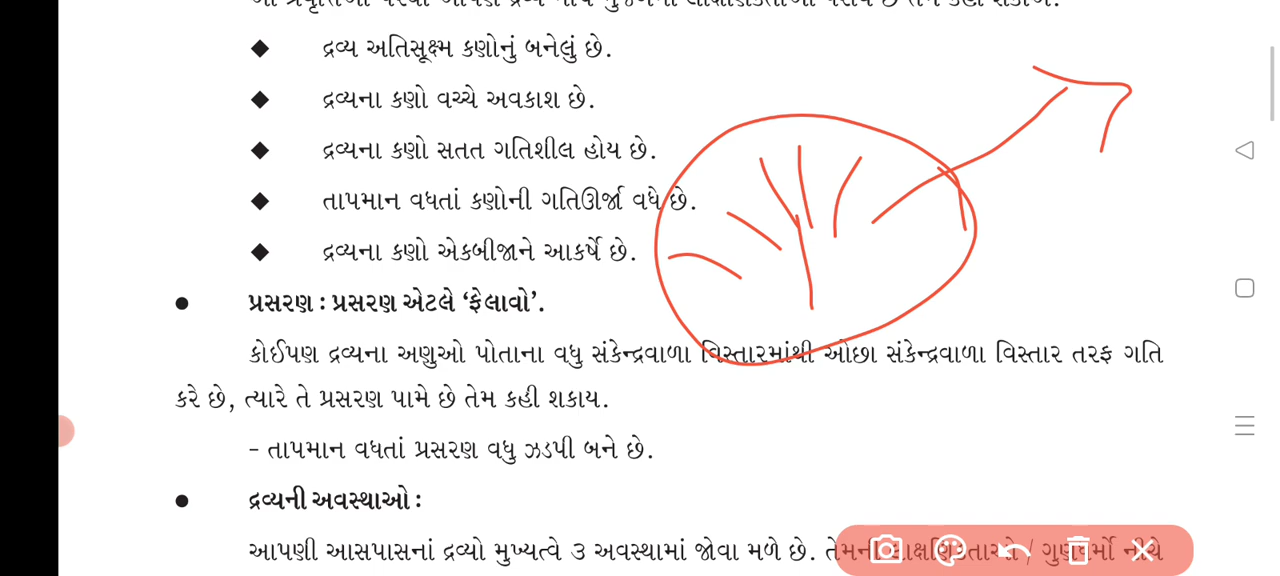 દ્રવ્ય અતિસૂક્ષ્મ કણોનું બનેલું છે.
દ્રવ્યના કણો વચ્ચે અવકાશ છે.
દ્રવ્યના કણો સતત ગતિશીલ હોય છે.
તાપમાન વધતાં કણોની ગતિઊર્જા વધે છે.
દ્રવ્યના કણો એકબીજાને આકર્ષે છે.
પ્રસરણ : પ્રસરણ એટલે ‘ફેલાવો’.
કોઈપણ દ્રવ્યના અણુઓ પોતાના વધુ સંકેન્દ્રવાળા વિસ્તારમાંથી ઓછા સંકેન્દ્રવાળા વિસ્તાર તરફ ગતિ
કરે છે, ત્યારે તે પ્રસરણ પામે છે તેમ કહી શકાય.
- તાપમાન વધતાં પ્રસરણ વધુ ઝડપી બને છે.
દ્રવ્યની અવસ્થાઓ :
આપણી આસપાસનાં દ્રવ્યો મુખ્યત્વે ૩ અવસ્થામાં જોવા મળે છે. તેમની / ગુણધર્મો નીચે